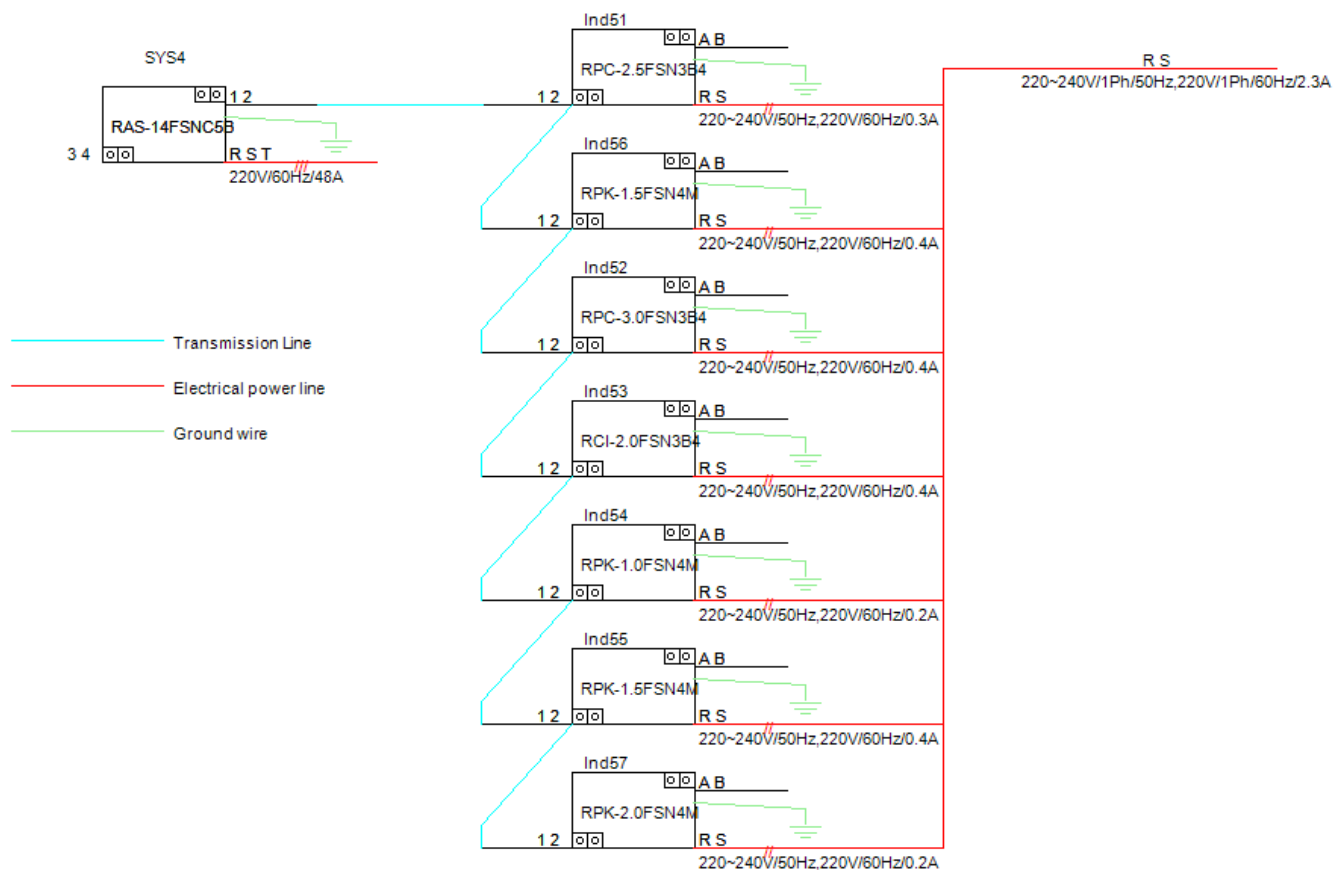 Ind51
A B
RPC-2.5FSN3B4
1 2
R S
220~240V/50Hz,220V/60Hz/0.3A
R S
220~240V/1Ph/50Hz,220V/1Ph/60Hz/2.3A
SYS4
1 2
RAS-14FSNC5B
3 4
R S T
220V/60Hz/48A
Ind56
A B
RPK-1.5FSN4M
1 2
R S
220~240V/50Hz,220V/60Hz/0.4A
Ind52
A B
RPC-3.0FSN3B4
1 2
R S
220~240V/50Hz,220V/60Hz/0.4A
Transmission Line
Electrical power line
Ground wire
Ind53
A B
RCI-2.0FSN3B4
1 2
R S
220~240V/50Hz,220V/60Hz/0.4A
Ind54
A B
RPK-1.0FSN4M
1 2
R S
220~240V/50Hz,220V/60Hz/0.2A
Ind55
A B
RPK-1.5FSN4M
1 2
R S
220~240V/50Hz,220V/60Hz/0.4A
Ind57
A B
RPK-2.0FSN4M
1 2
R S
220~240V/50Hz,220V/60Hz/0.2A